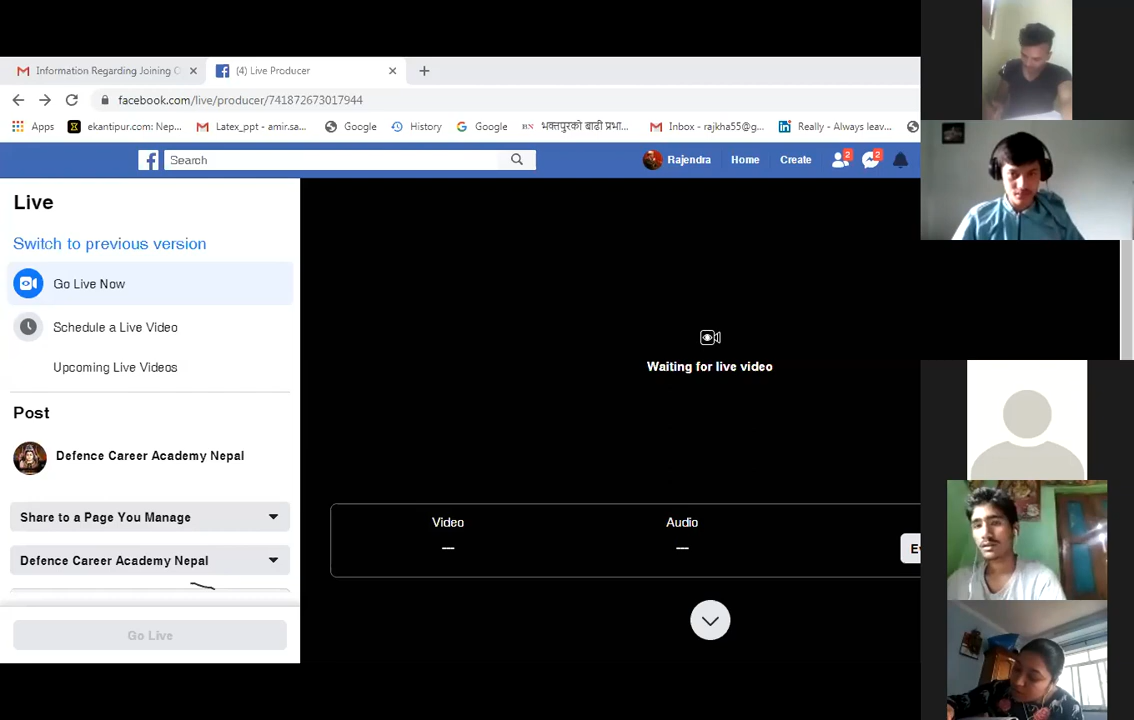 Information Regarding Joining O
(4) Live Producer
facebook.com/live/producer/741872673017944
Apps
ekantipur.com: Nep...
Latex_ppt - amir.sa...
Google
History
Google
भक्तपुरको बाढी प्रभा...
Inbox - rajkha55@g...
Really - Always leav...
Search
Rajendra
Home
Create
2
2
Live
Switch to previous version
Go Live Now
Schedule a Live Video
Upcoming Live Videos
Waiting for live video
Post
Defence Career Academy Nepal
Share to a Page You Manage
Video
Audio
---
---
Defence Career Academy Nepal
Go Live